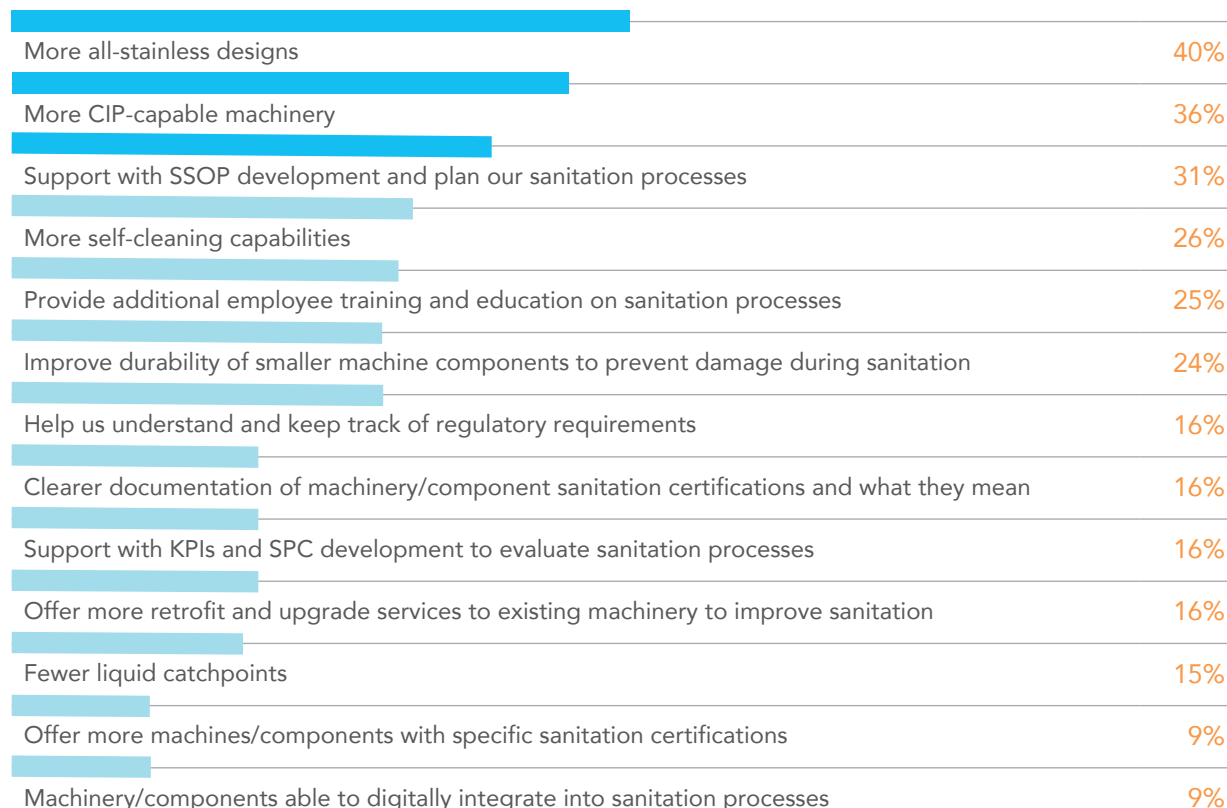 More all-stainless designs 40%
More CIP-capable machinery 36%
Support with SSOP development and plan our sanitation processes 31%
More self-cleaning capabilities 26%
Provide additional employee training and education on sanitation processes 25%
Improve durability of smaller machine components to prevent damage during sanitation 24%
Help us understand and keep track of regulatory requirements 16%
Clearer documentation of machinery/component sanitation certifications and what they mean 16%
Support with KPIs and SPC development to evaluate sanitation processes 16%
Offer more retrofit and upgrade services to existing machinery to improve sanitation 16%
Fewer liquid catchpoints 15%
Offer more machines/components with specific sanitation certifications 9%
Machinery/components able to digitally integrate into sanitation processes 9%